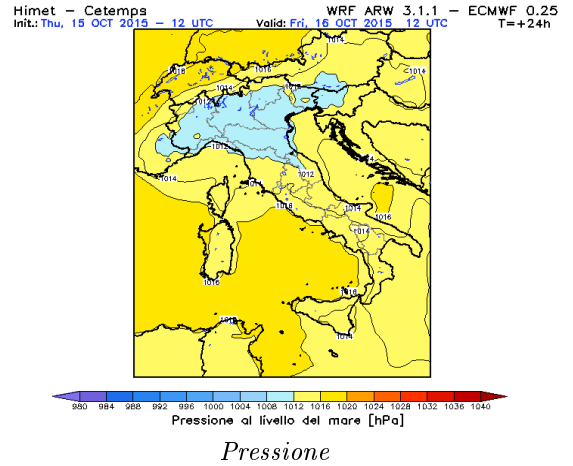 Himet – Cetemps WRF ARW 3.1.1 – ECMWF 0.25
Init.: Thu, 15 OCT 2015 – 12 UTC Valid: Fri, 16 OCT 2015 12 UTC T=+24h
1014
1016 1016 1014
1014
1012
1012
1014 1012
1016
1014 1016
1014
1016 1016
1014
980 984 988 992 996 1000 1004 1008 1012 1016 1020 1024 1028 1032 1036 1040
Pressione al livello del mare [hPa]
Pressione